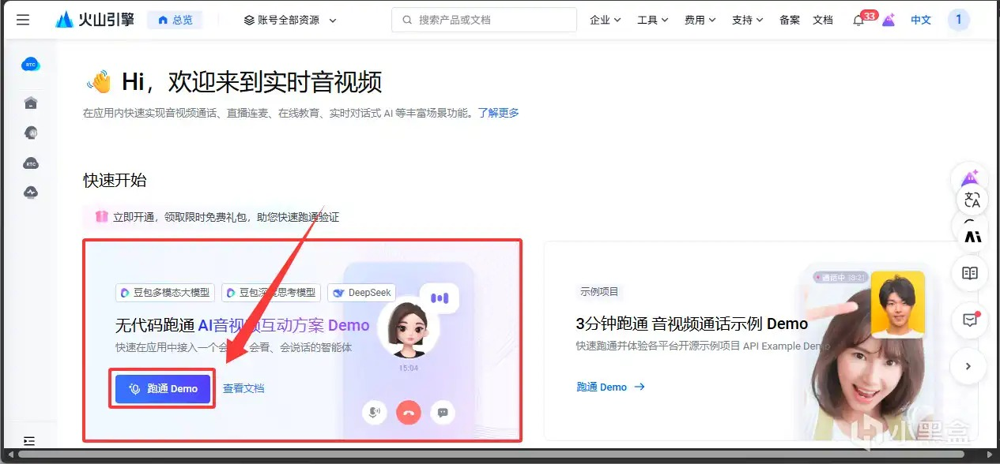 火山引擎 总览 账号全部资源 搜索产品或文档 企业 工具 费用 支持 备案 文档 33 中文 1
RTC
Hi，欢迎来到实时音视频
在应用内快速实现音视频通话、直播连麦、在线教育、实时对话式 AI 等丰富场景功能。了解更多
AI
RTC
快速开始
立即开通，领取限时免费礼包，助您快速跑通验证
豆包多模态大模型 豆包深度思考模型 DeepSeek
无代码跑通 AI音视频互动方案 Demo
快速在应用中接入一个会听、会看、会说话的智能体
15:04
跑通 Demo 查看文档
通话中 18:21
示例项目
3分钟跑通 音视频通话示例 Demo
快速跑通并体验各平台开源示例项目 API Example Demo
跑通 Demo
文A
Ai
小黑盒